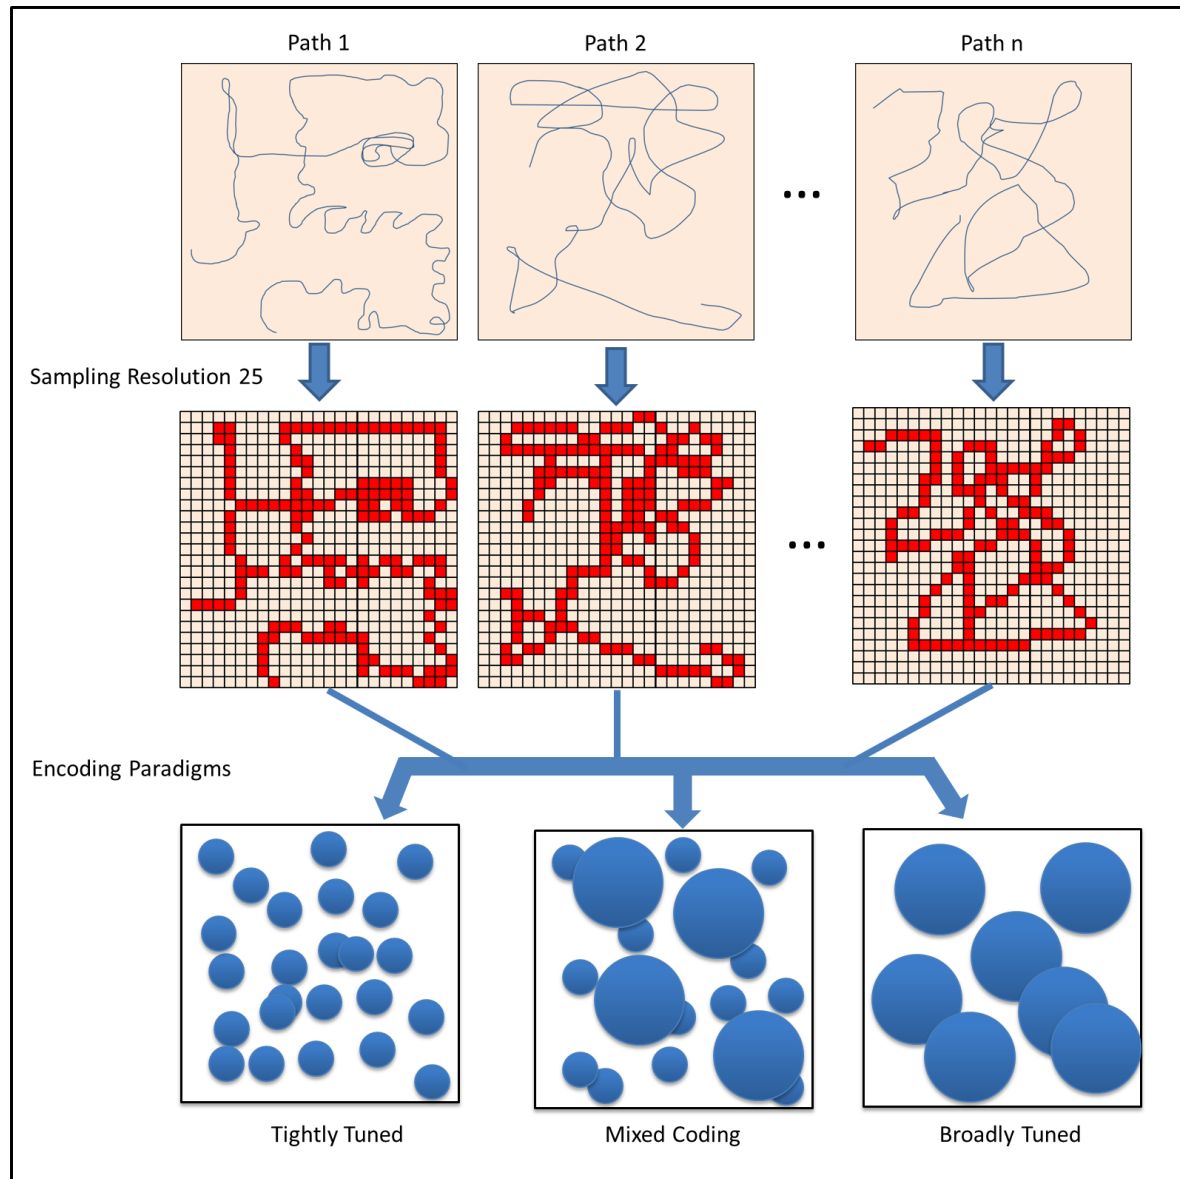 Path 1
Path 2
Path n
...
Sampling Resolution 25
...
Encoding Paradigms
Tightly Tuned
Mixed Coding
Broadly Tuned